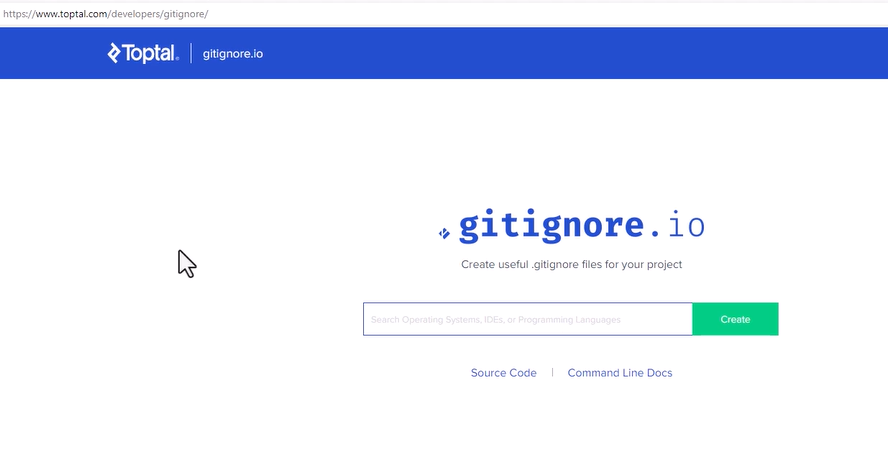 https://www.toptal.com/developers/gitignore/
Toptal gitignore.io
.gitignore.io
Create useful .gitignore files for your project
Search Operating Systems, IDEs, or Programming Languages Create
Source Code | Command Line Docs